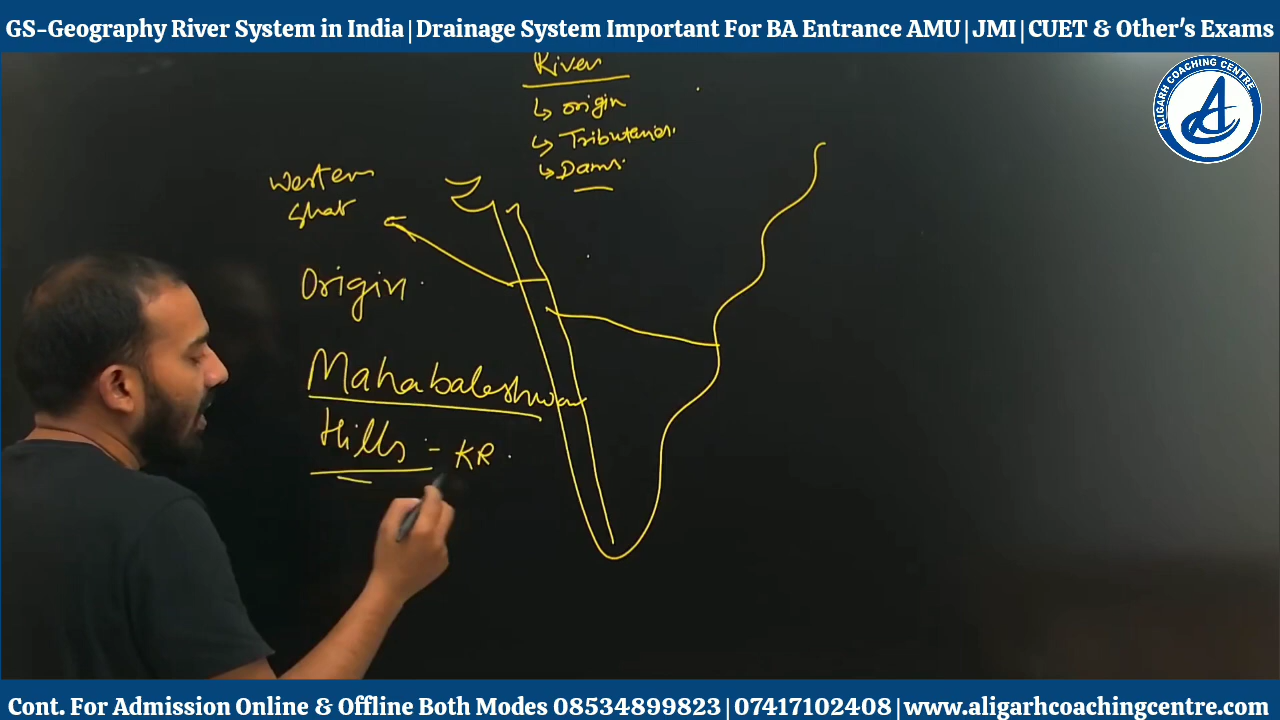 GS-Geography River System in India|Drainage System Important For BA Entrance AMU|JMI|CUET & Other's Exams
ALIGARH COACHING CENTRE
A
River
↳ origin
↳ Tributaries.
↳ Dams.
Western
Ghat
Origin.
Mahabaleshwar
Hills :- KR.
Cont. For Admission Online & Offline Both Modes 08534899823|07417102408|www.aligarhcoachingcentre.com